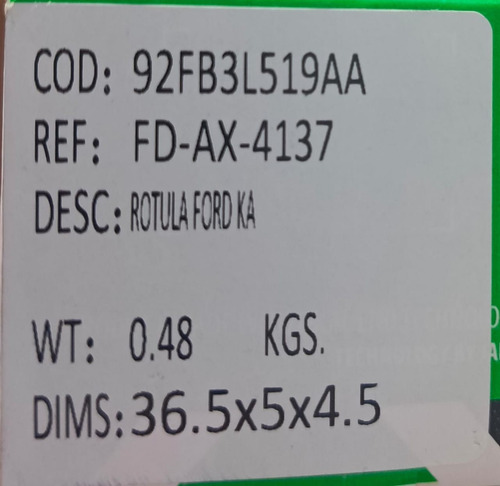 COD: 92FB3L519AA
REF: FD-AX-4137
DESC: ROTULA FORD KA
WT: 0.48 KGS.
DIMS: 36.5x5x4.5